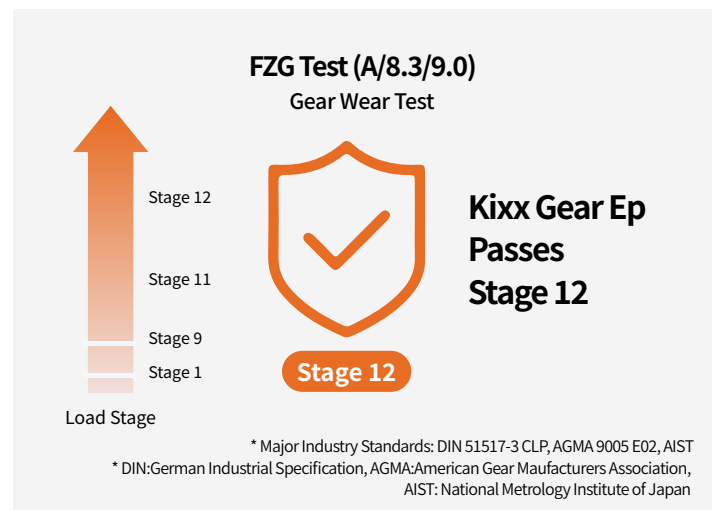 FZG Test (A/8.3/9.0)
Gear Wear Test
Stage 12
Stage 11
Stage 9
Stage 1
Load Stage
Stage 12
Kixx Gear Ep
Passes
Stage 12
* Major Industry Standards: DIN 51517-3 CLP, AGMA 9005 E02, AIST
* DIN:German Industrial Specification, AGMA:American Gear Maufacturers Association,
AIST: National Metrology Institute of Japan